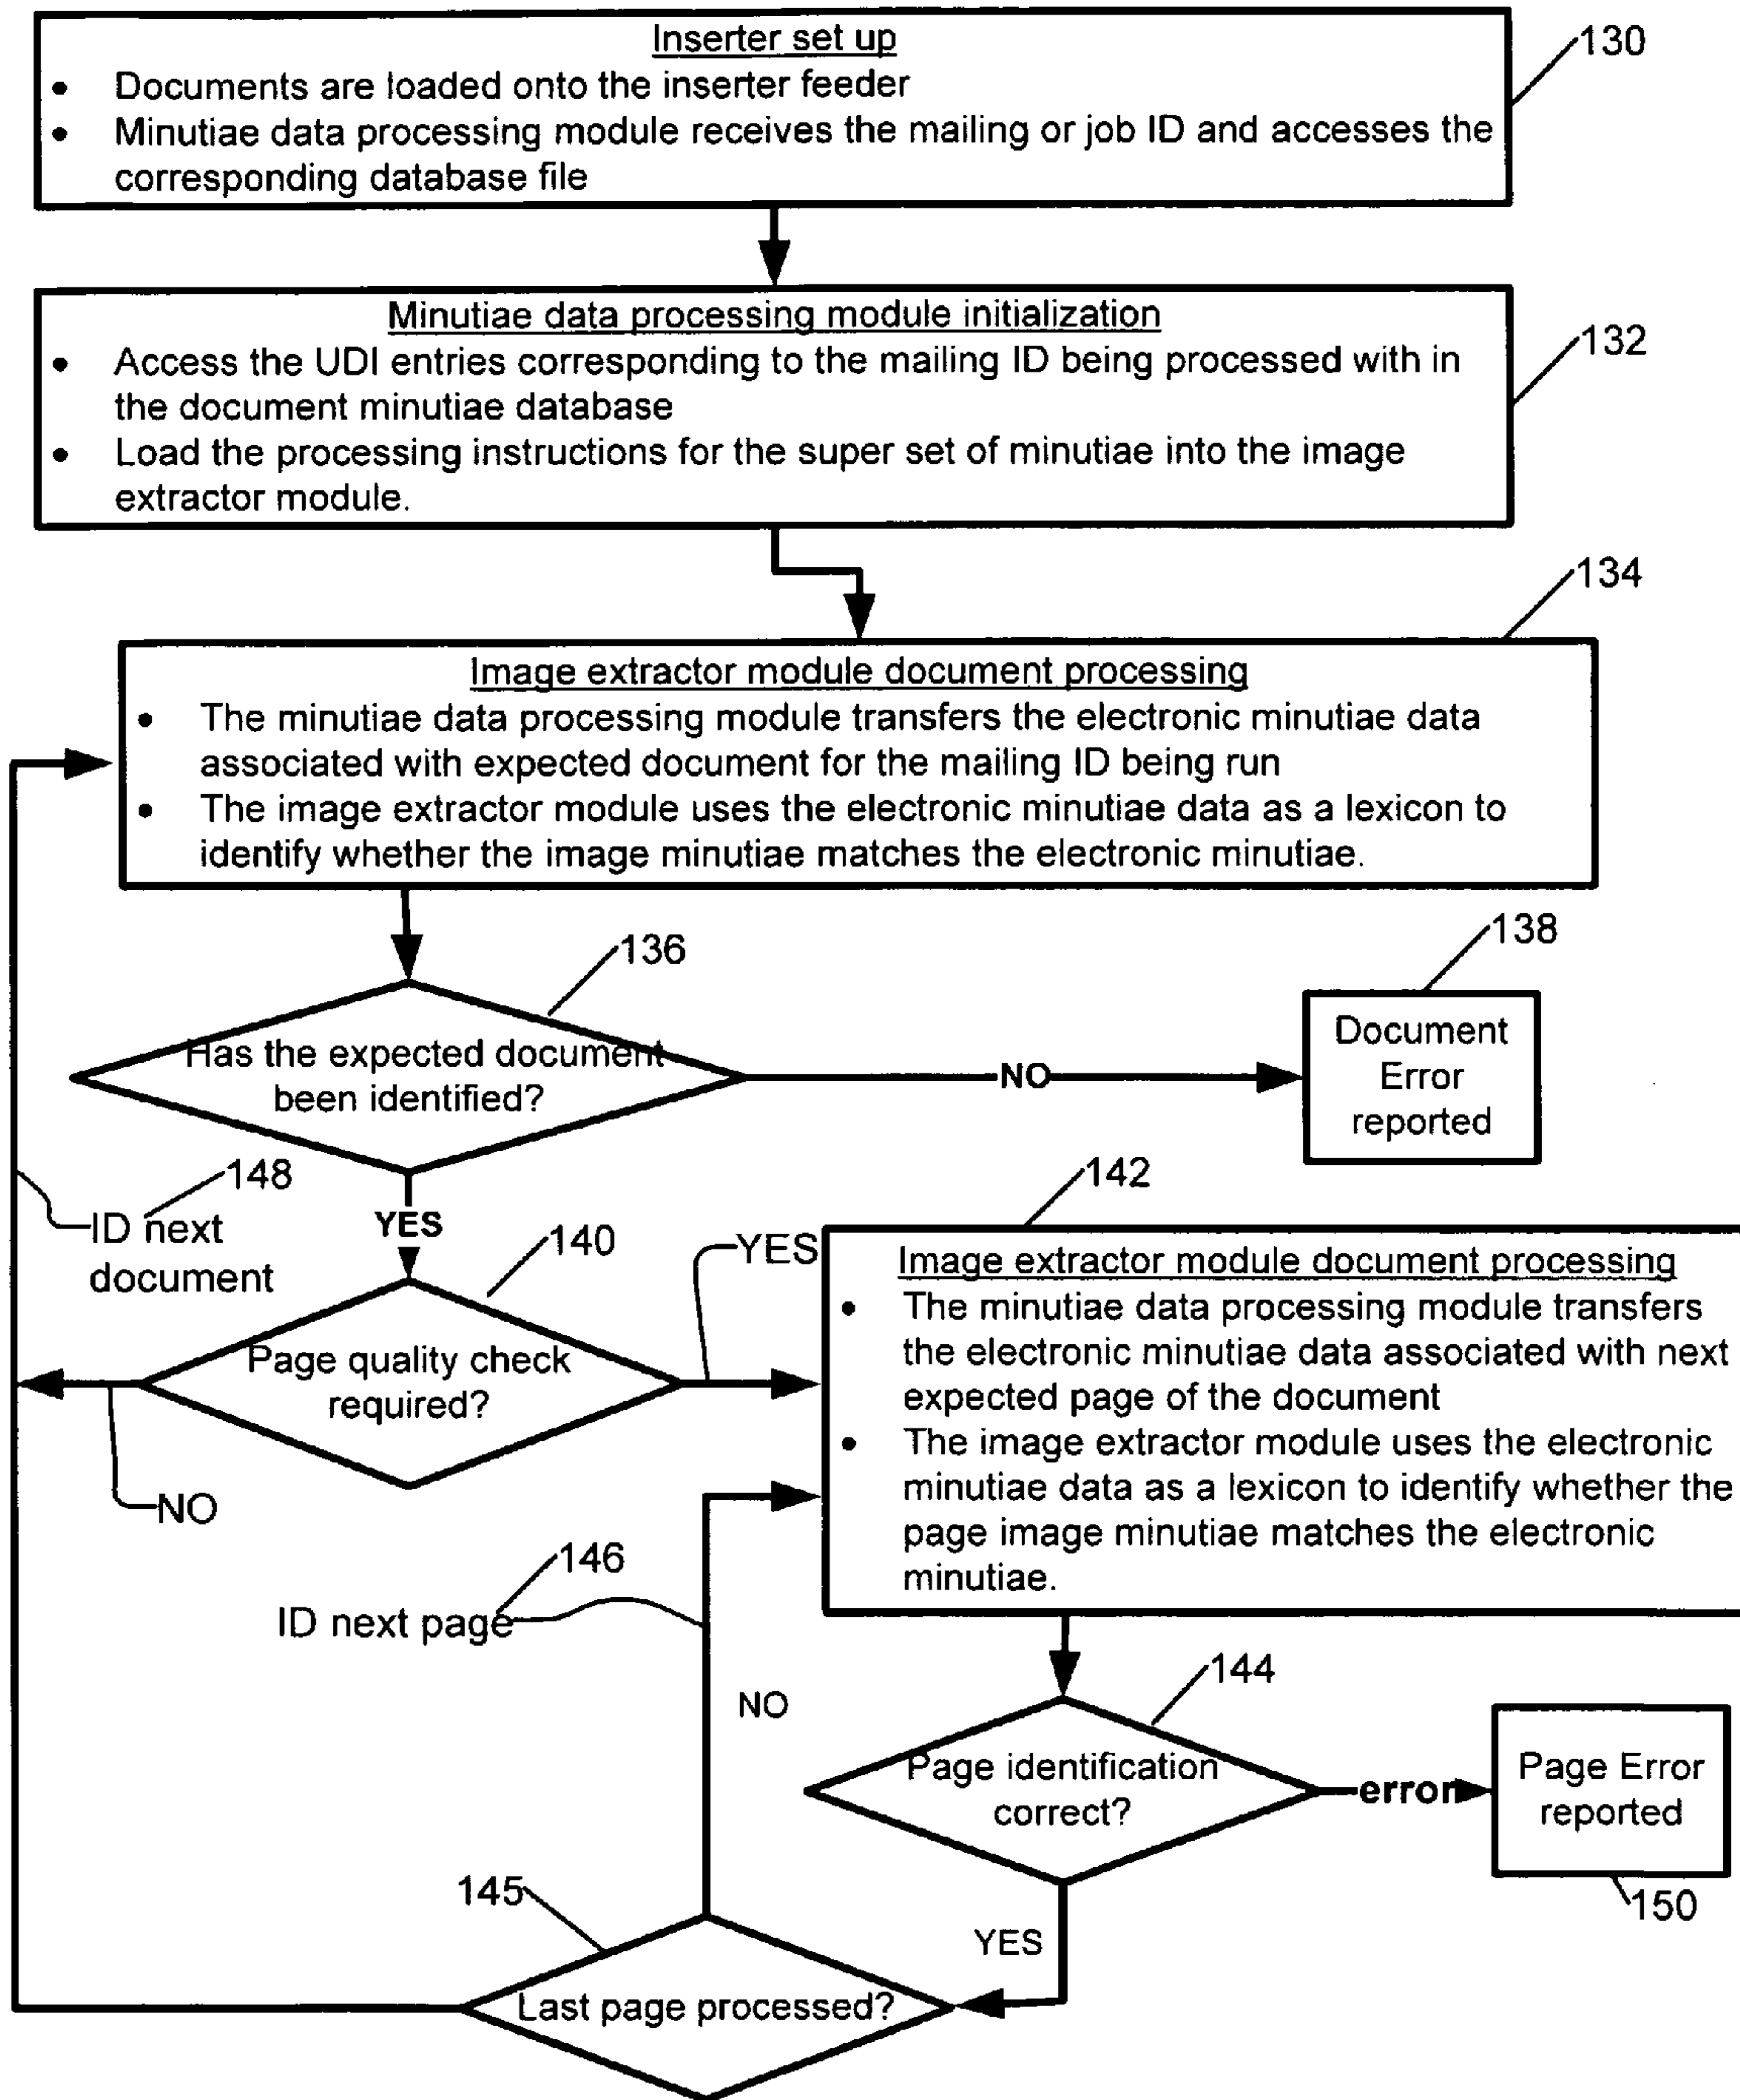 Inserter set up
• Documents are loaded onto the inserter feeder
• Minutiae data processing module receives the mailing or job ID and accesses the
corresponding database file
130
Minutiae data processing module initialization
• Access the UDI entries corresponding to the mailing ID being processed with in
the document minutiae database
• Load the processing instructions for the super set of minutiae into the image
extractor module.
132
134
Image extractor module document processing
• The minutiae data processing module transfers the electronic minutiae data
associated with expected document for the mailing ID being run
• The image extractor module uses the electronic minutiae data as a lexicon to
identify whether the image minutiae matches the electronic minutiae.
136
Has the expected document
been identified?
NO
138
Document
Error
reported
148
ID next
document
YES
140
Page quality check
required?
YES
NO
142
Image extractor module document processing
• The minutiae data processing module transfers
the electronic minutiae data associated with next
expected page of the document
• The image extractor module uses the electronic
minutiae data as a lexicon to identify whether the
page image minutiae matches the electronic
minutiae.
146
ID next page
NO
144
Page identification
correct?
error
Page Error
reported
150
YES
145
Last page processed?